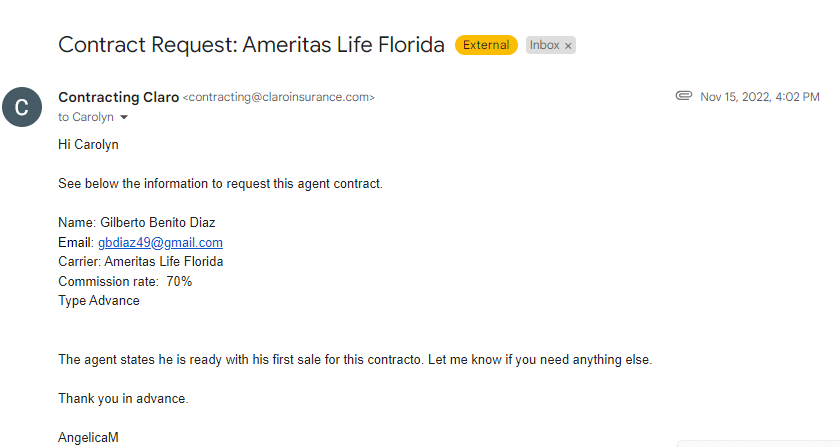 Contract Request: Ameritas Life Florida External Inbox ×
C
Contracting Claro <contracting@claroinsurance.com> Nov 15, 2022, 4:02 PM
to Carolyn
Hi Carolyn
See below the information to request this agent contract.
Name: Gilberto Benito Diaz
Email: gbdiaz49@gmail.com
Carrier: Ameritas Life Florida
Commission rate: 70%
Type Advance
The agent states he is ready with his first sale for this contracto. Let me know if you need anything else.
Thank you in advance.
AngelicaM